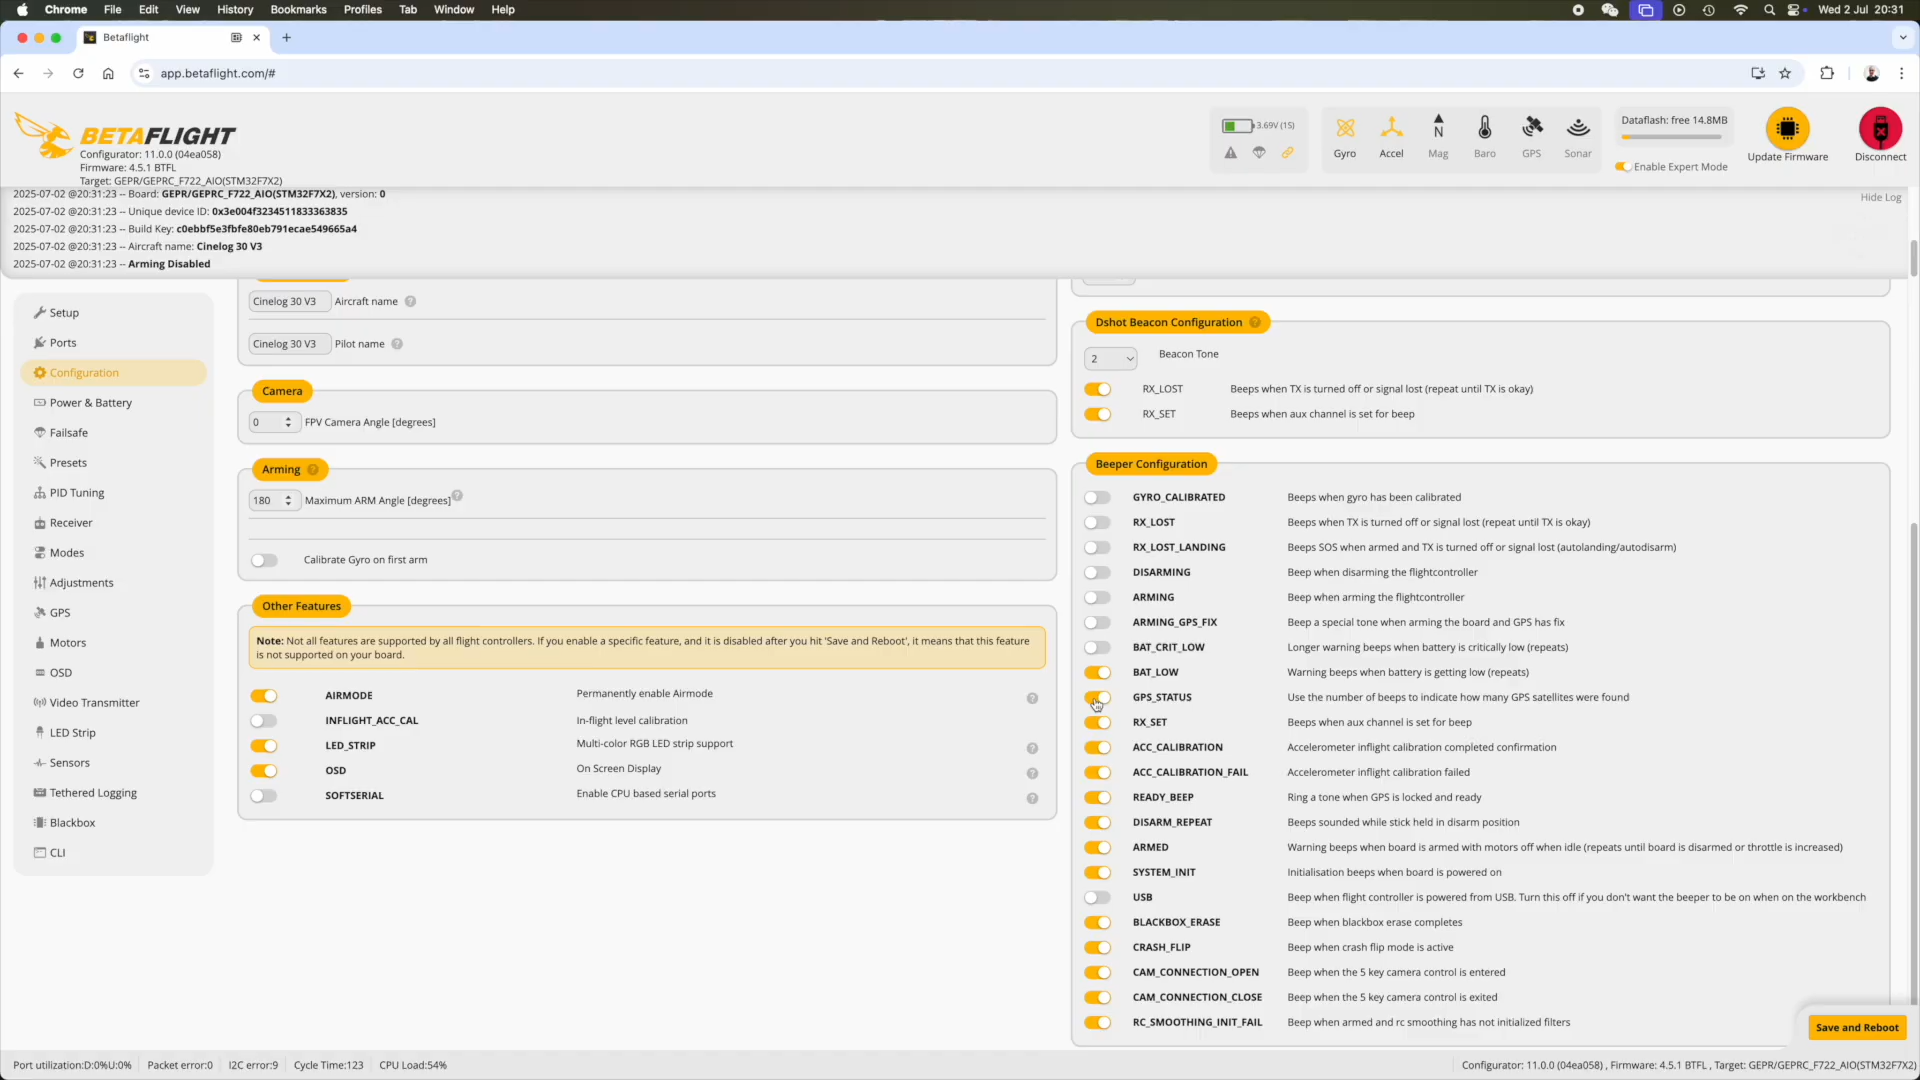 Chrome File Edit View History Bookmarks Profiles Tab Window Help Wed 2 Jul 20:31
Betaflight
app.betaflight.com/#
BETAFLIGHT
Configurator: 11.0.0 (04ea058)
Firmware: 4.5.1 BTFL
Target: GEPR/GEPRC_F722_AIO(STM32F7X2)
3.69V (1S)
N
Gyro Accel Mag Baro GPS Sonar
Dataflash: free 14.8MB
Enable Expert Mode
Update Firmware
Disconnect
2025-07-02 @20:31:23 -- Board: GEPR/GEPRC_F722_AIO(STM32F7X2), version: 0
2025-07-02 @20:31:23 -- Unique device ID: 0x3e004f3234511833363835
2025-07-02 @20:31:23 -- Build Key: c0ebbf5e3fbfe80eb791ecae549665a4
2025-07-02 @20:31:23 -- Aircraft name: Cinelog 30 V3
2025-07-02 @20:31:23 -- Arming Disabled
Hide Log
Setup
Ports
Configuration
Power & Battery
Failsafe
Presets
PID Tuning
Receiver
Modes
Adjustments
GPS
Motors
OSD
Video Transmitter
LED Strip
Sensors
Tethered Logging
Blackbox
CLI
Cinelog 30 V3 Aircraft name ?
Cinelog 30 V3 Pilot name ?
Camera
0 FPV Camera Angle [degrees]
Arming ?
180 Maximum ARM Angle [degrees] ?
Calibrate Gyro on first arm
Other Features
Note: Not all features are supported by all flight controllers. If you enable a specific feature, and it is disabled after you hit 'Save and Reboot', it means that this feature
is not supported on your board.
AIRMODE Permanently enable Airmode ?
INFLIGHT_ACC_CAL In-flight level calibration
LED_STRIP Multi-color RGB LED strip support ?
OSD On Screen Display ?
SOFTSERIAL Enable CPU based serial ports ?
Dshot Beacon Configuration ?
2 Beacon Tone
RX_LOST Beeps when TX is turned off or signal lost (repeat until TX is okay)
RX_SET Beeps when aux channel is set for beep
Beeper Configuration
GYRO_CALIBRATED Beeps when gyro has been calibrated
RX_LOST Beeps when TX is turned off or signal lost (repeat until TX is okay)
RX_LOST_LANDING Beeps SOS when armed and TX is turned off or signal lost (autolanding/autodisarm)
DISARMING Beep when disarming the flightcontroller
ARMING Beep when arming the flightcontroller
ARMING_GPS_FIX Beep a special tone when arming the board and GPS has fix
BAT_CRIT_LOW Longer warning beeps when battery is critically low (repeats)
BAT_LOW Warning beeps when battery is getting low (repeats)
GPS_STATUS Use the number of beeps to indicate how many GPS satellites were found
RX_SET Beeps when aux channel is set for beep
ACC_CALIBRATION Accelerometer inflight calibration completed confirmation
ACC_CALIBRATION_FAIL Accelerometer inflight calibration failed
READY_BEEP Ring a tone when GPS is locked and ready
DISARM_REPEAT Beeps sounded while stick held in disarm position
ARMED Warning beeps when board is armed with motors off when idle (repeats until board is disarmed or throttle is increased)
SYSTEM_INIT Initialisation beeps when board is powered on
USB Beep when flight controller is powered from USB. Turn this off if you don't want the beeper to be on when on the workbench
BLACKBOX_ERASE Beep when blackbox erase completes
CRASH_FLIP Beep when crash flip mode is active
CAM_CONNECTION_OPEN Beep when the 5 key camera control is entered
CAM_CONNECTION_CLOSE Beep when the 5 key camera control is exited
RC_SMOOTHING_INIT_FAIL Beep when armed and rc smoothing has not initialized filters
Save and Reboot
Port utilization:D:0%U:0% Packet error:0 I2C error:9 Cycle Time:123 CPU Load:54%
Configurator: 11.0.0 (04ea058) , Firmware: 4.5.1 BTFL , Target: GEPR/GEPRC_F722_AIO(STM32F7X2)